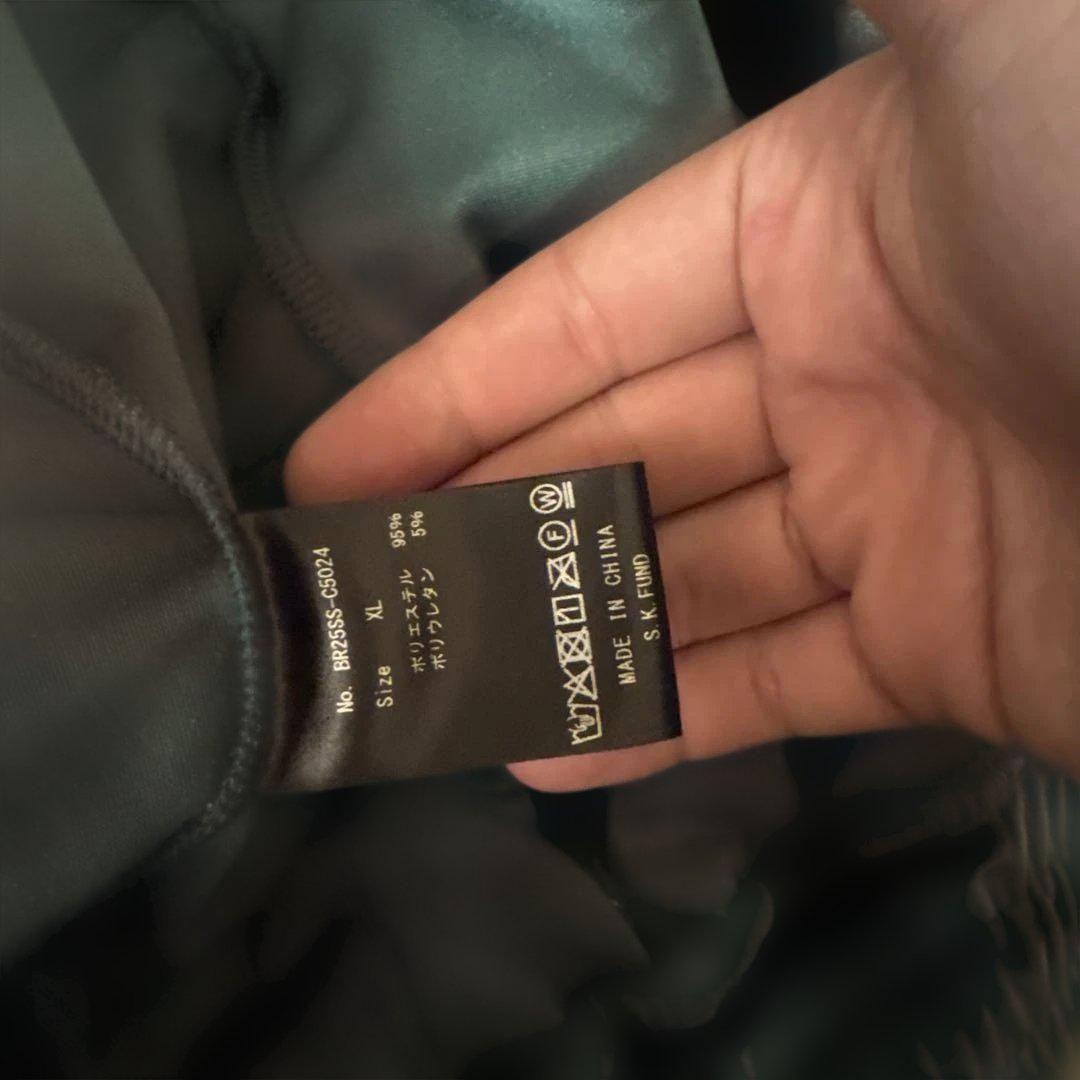 No. BR25SS-C5024
Size XL
ポリエステル 95%
ポリウレタン 5%
F W
MADE IN CHINA
S.K.FUND